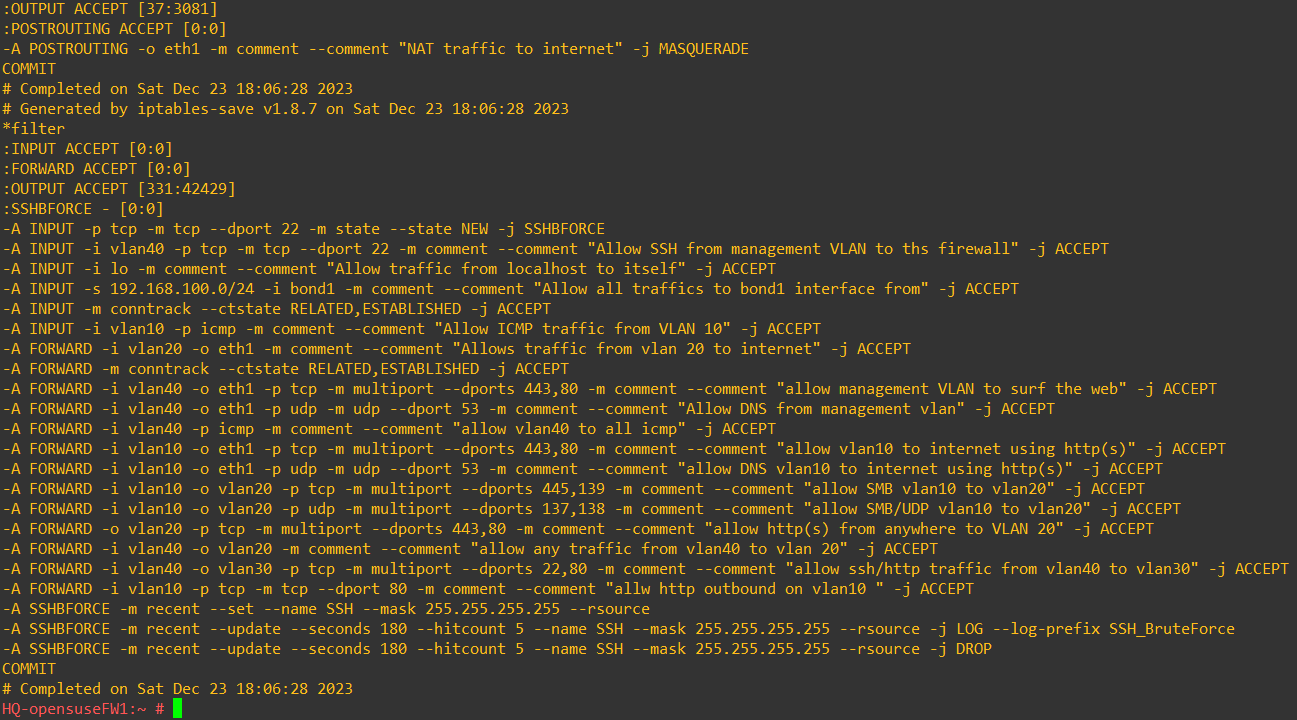 :OUTPUT ACCEPT [37:3081]
:POSTROUTING ACCEPT [0:0]
-A POSTROUTING -o eth1 -m comment --comment "NAT traffic to internet" -j MASQUERADE
COMMIT
# Completed on Sat Dec 23 18:06:28 2023
# Generated by iptables-save v1.8.7 on Sat Dec 23 18:06:28 2023
*filter
:INPUT ACCEPT [0:0]
:FORWARD ACCEPT [0:0]
:OUTPUT ACCEPT [331:42429]
:SSHBFORCE - [0:0]
-A INPUT -p tcp -m tcp --dport 22 -m state --state NEW -j SSHBFORCE
-A INPUT -i vlan40 -p tcp -m tcp --dport 22 -m comment --comment "Allow SSH from management VLAN to ths firewall" -j ACCEPT
-A INPUT -i lo -m comment --comment "Allow traffic from localhost to itself" -j ACCEPT
-A INPUT -s 192.168.100.0/24 -i bond1 -m comment --comment "Allow all traffics to bond1 interface from" -j ACCEPT
-A INPUT -m conntrack --ctstate RELATED,ESTABLISHED -j ACCEPT
-A INPUT -i vlan10 -p icmp -m comment --comment "Allow ICMP traffic from VLAN 10" -j ACCEPT
-A FORWARD -i vlan20 -o eth1 -m comment --comment "Allows traffic from vlan 20 to internet" -j ACCEPT
-A FORWARD -m conntrack --ctstate RELATED,ESTABLISHED -j ACCEPT
-A FORWARD -i vlan40 -o eth1 -p tcp -m multiport --dports 443,80 -m comment --comment "allow management VLAN to surf the web" -j ACCEPT
-A FORWARD -i vlan40 -o eth1 -p udp -m udp --dport 53 -m comment --comment "Allow DNS from management vlan" -j ACCEPT
-A FORWARD -i vlan40 -p icmp -m comment --comment "allow vlan40 to all icmp" -j ACCEPT
-A FORWARD -i vlan10 -o eth1 -p tcp -m multiport --dports 443,80 -m comment --comment "allow vlan10 to internet using http(s)" -j ACCEPT
-A FORWARD -i vlan10 -o eth1 -p udp -m udp --dport 53 -m comment --comment "allow DNS vlan10 to internet using http(s)" -j ACCEPT
-A FORWARD -i vlan10 -o vlan20 -p tcp -m multiport --dports 445,139 -m comment --comment "allow SMB vlan10 to vlan20" -j ACCEPT
-A FORWARD -i vlan10 -o vlan20 -p udp -m multiport --dports 137,138 -m comment --comment "allow SMB/UDP vlan10 to vlan20" -j ACCEPT
-A FORWARD -o vlan20 -p tcp -m multiport --dports 443,80 -m comment --comment "allow http(s) from anywhere to VLAN 20" -j ACCEPT
-A FORWARD -i vlan40 -o vlan20 -m comment --comment "allow any traffic from vlan40 to vlan 20" -j ACCEPT
-A FORWARD -i vlan40 -o vlan30 -p tcp -m multiport --dports 22,80 -m comment --comment "allow ssh/http traffic from vlan40 to vlan30" -j ACCEPT
-A FORWARD -i vlan10 -p tcp -m tcp --dport 80 -m comment --comment "allw http outbound on vlan10 " -j ACCEPT
-A SSHBFORCE -m recent --set --name SSH --mask 255.255.255.255 --rsource
-A SSHBFORCE -m recent --update --seconds 180 --hitcount 5 --name SSH --mask 255.255.255.255 --rsource -j LOG --log-prefix SSH_BruteForce
-A SSHBFORCE -m recent --update --seconds 180 --hitcount 5 --name SSH --mask 255.255.255.255 --rsource -j DROP
COMMIT
# Completed on Sat Dec 23 18:06:28 2023
HQ-opensuseFW1:~ #